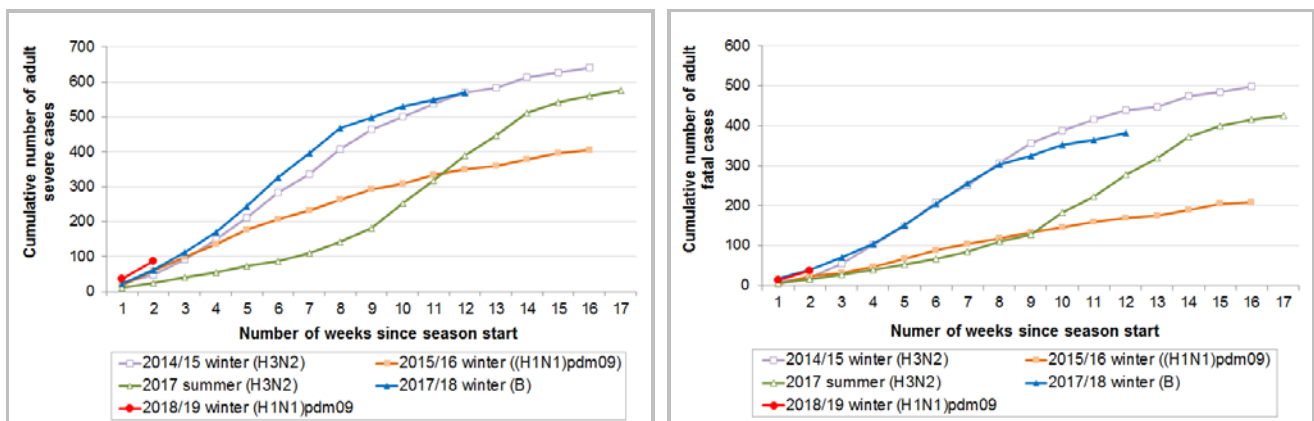 Cumulative number of adult
severe cases
700
600
500
400
300
200
100
0
1 2 3 4 5 6 7 8 9 10 11 12 13 14 15 16 17
Number of weeks since season start
2014/15 winter (H3N2) 2015/16 winter ((H1N1)pdm09)
2017 summer (H3N2) 2017/18 winter (B)
2018/19 winter (H1N1)pdm09
Cumulative number of adult
fatal cases
600
500
400
300
200
100
0
1 2 3 4 5 6 7 8 9 10 11 12 13 14 15 16 17
Numer of weeks since season start
2014/15 winter (H3N2) 2015/16 winter ((H1N1)pdm09)
2017 summer (H3N2) 2017/18 winter (B)
2018/19 winter (H1N1)pdm09